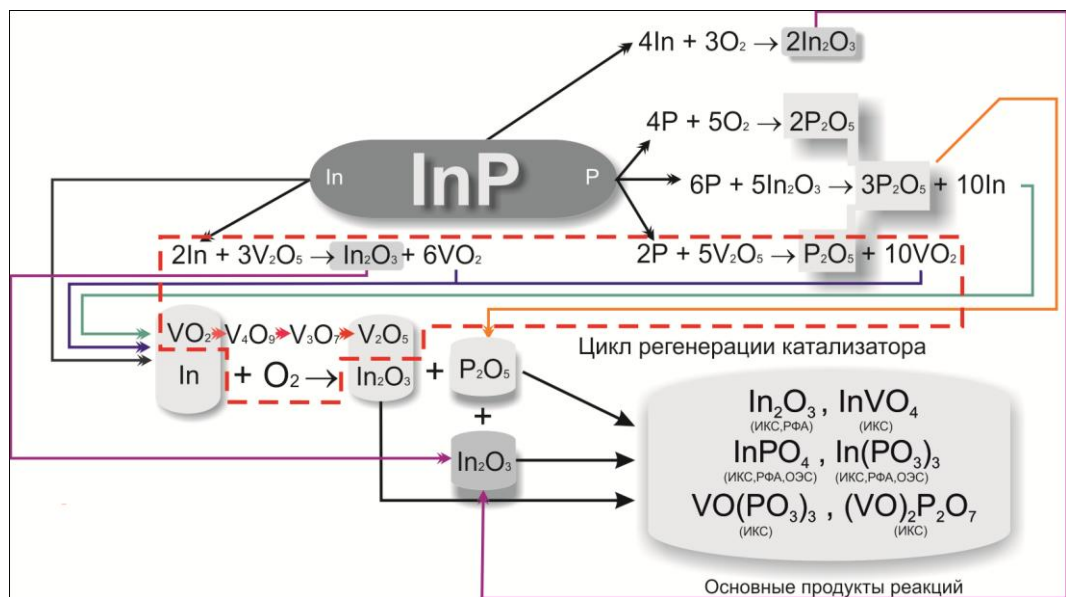 4In + 3O₂ → 2In₂O₃
4P + 5O₂ → 2P₂O₅
In InP P
6P + 5In₂O₃ → 3P₂O₅ + 10In
2In + 3V₂O₅ → In₂O₃ + 6VO₂
2P + 5V₂O₅ → P₂O₅ + 10VO₂
VO₂ V₄O₉ V₃O₇ V₂O₅
Цикл регенерации катализатора
In + O₂ → In₂O₃ + P₂O₅
+
In₂O₃
In₂O₃ , InVO₄
(ИКС,РФА) (ИКС)
InPO₄ , In(PO₃)₃
(ИКС,РФА,ОЭС) (ИКС,РФА,ОЭС)
VO(PO₃)₃ , (VO)₂P₂O₇
(ИКС) (ИКС)
Основные продукты реакций